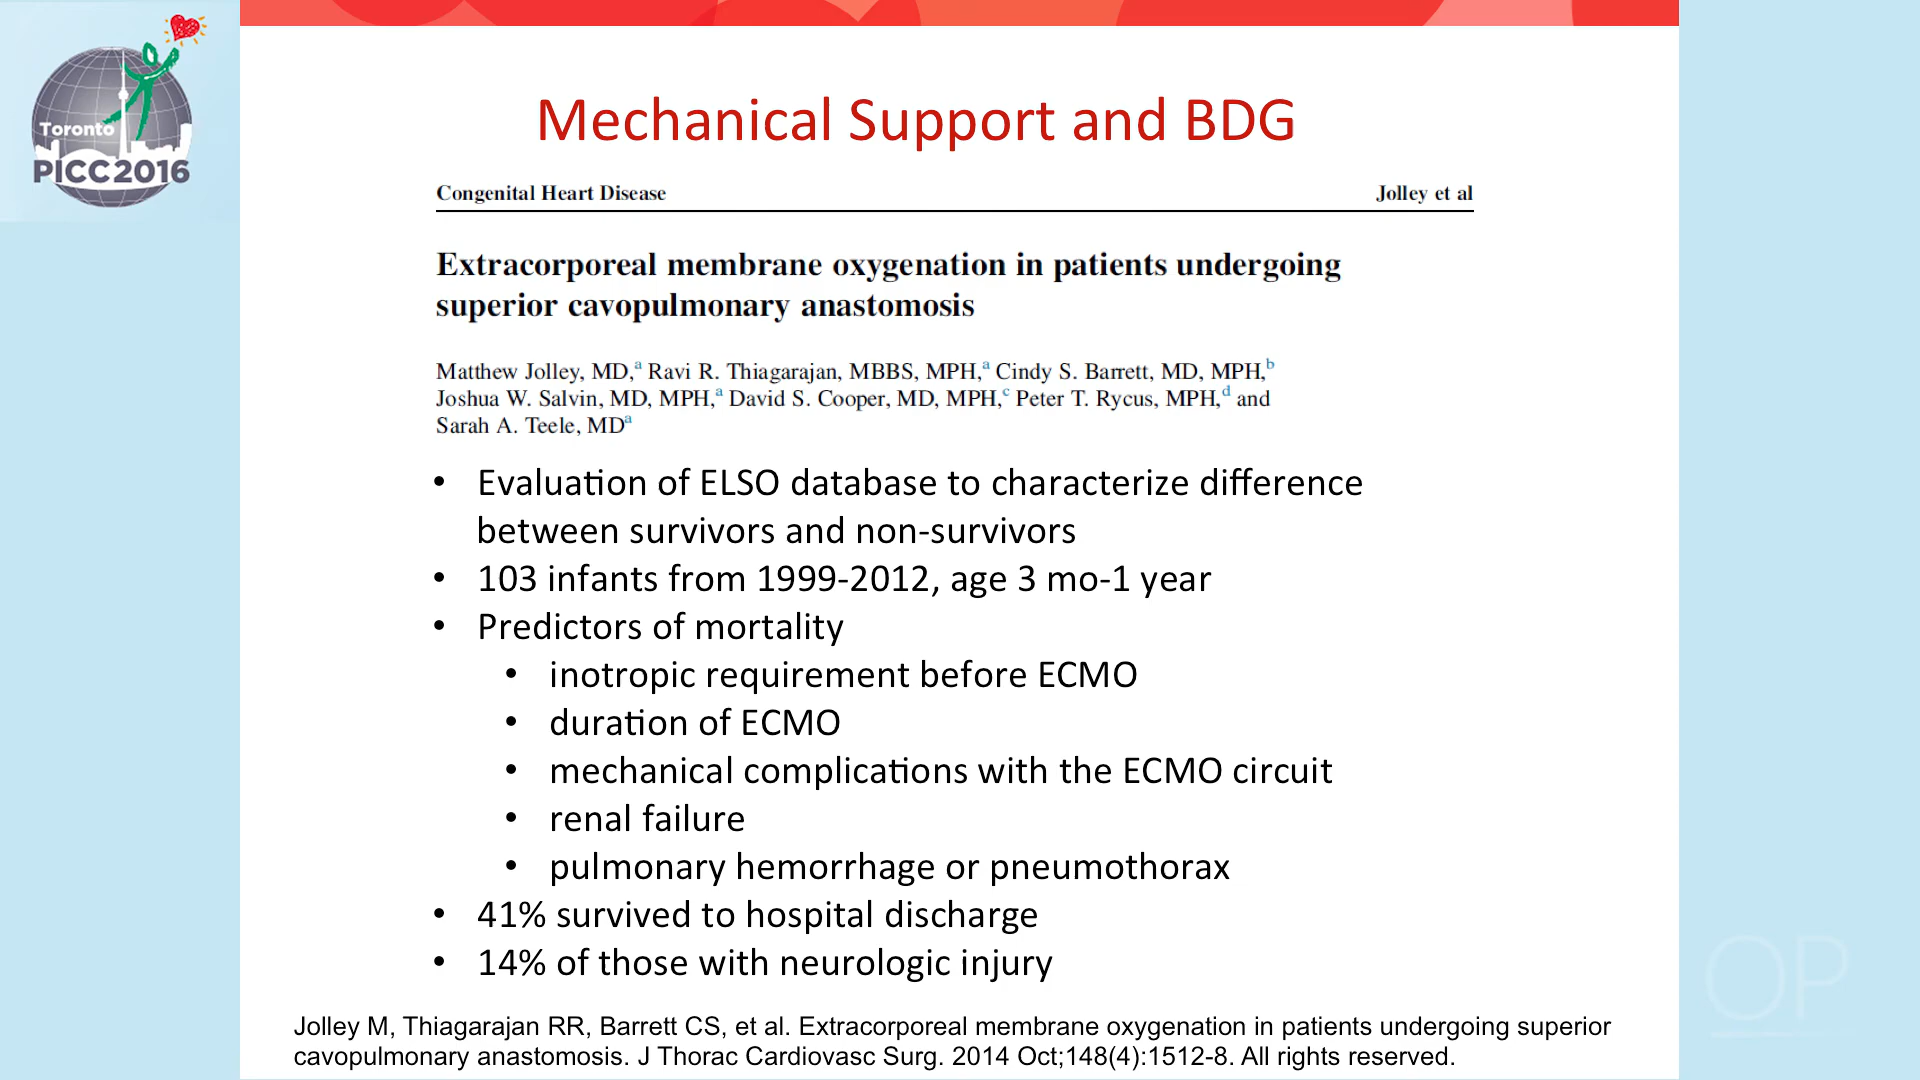 Toronto
PICC2016
Mechanical Support and BDG
Congenital Heart Disease Jolley et al
Extracorporeal membrane oxygenation in patients undergoing
superior cavopulmonary anastomosis
Matthew Jolley, MD,a Ravi R. Thiagarajan, MBBS, MPH,a Cindy S. Barrett, MD, MPH,b
Joshua W. Salvin, MD, MPH,a David S. Cooper, MD, MPH,c Peter T. Rycus, MPH,d and
Sarah A. Teele, MDa
• Evaluation of ELSO database to characterize difference
between survivors and non-survivors
• 103 infants from 1999-2012, age 3 mo-1 year
• Predictors of mortality
• inotropic requirement before ECMO
• duration of ECMO
• mechanical complications with the ECMO circuit
• renal failure
• pulmonary hemorrhage or pneumothorax
• 41% survived to hospital discharge
• 14% of those with neurologic injury
Jolley M, Thiagarajan RR, Barrett CS, et al. Extracorporeal membrane oxygenation in patients undergoing superior
cavopulmonary anastomosis. J Thorac Cardiovasc Surg. 2014 Oct;148(4):1512-8. All rights reserved.
OP